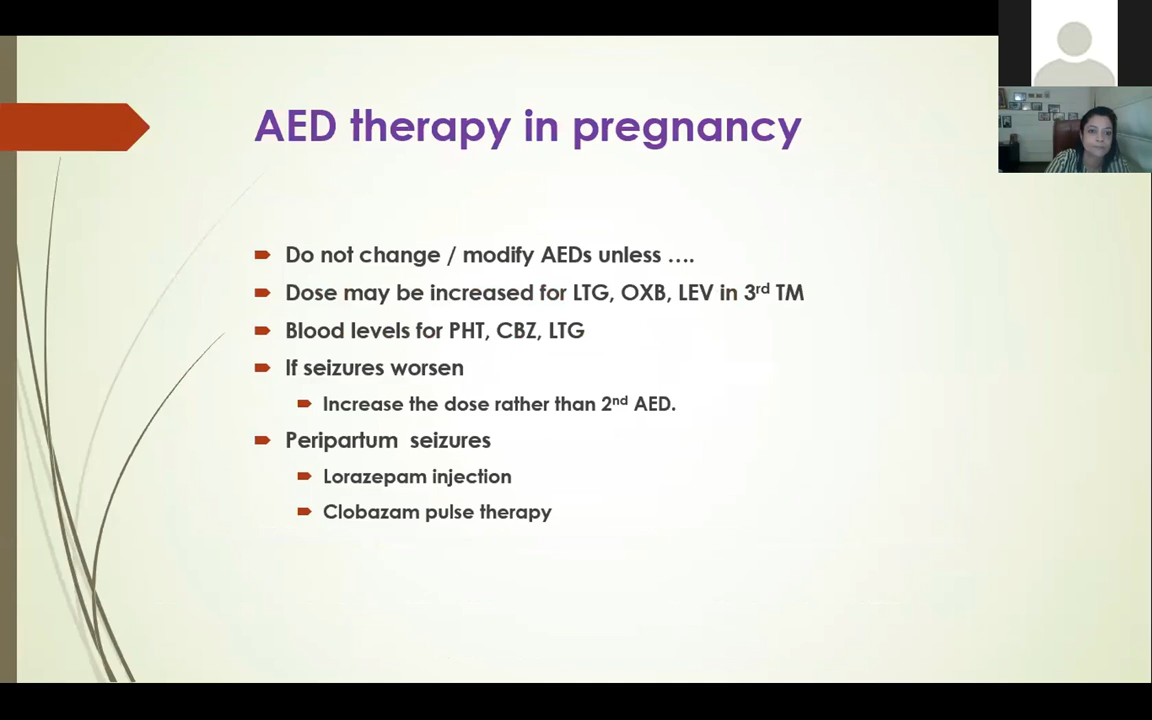 AED therapy in pregnancy
Do not change / modify AEDs unless ....
Dose may be increased for LTG, OXB, LEV in 3rd TM
Blood levels for PHT, CBZ, LTG
If seizures worsen
Increase the dose rather than 2nd AED.
Peripartum seizures
Lorazepam injection
Clobazam pulse therapy